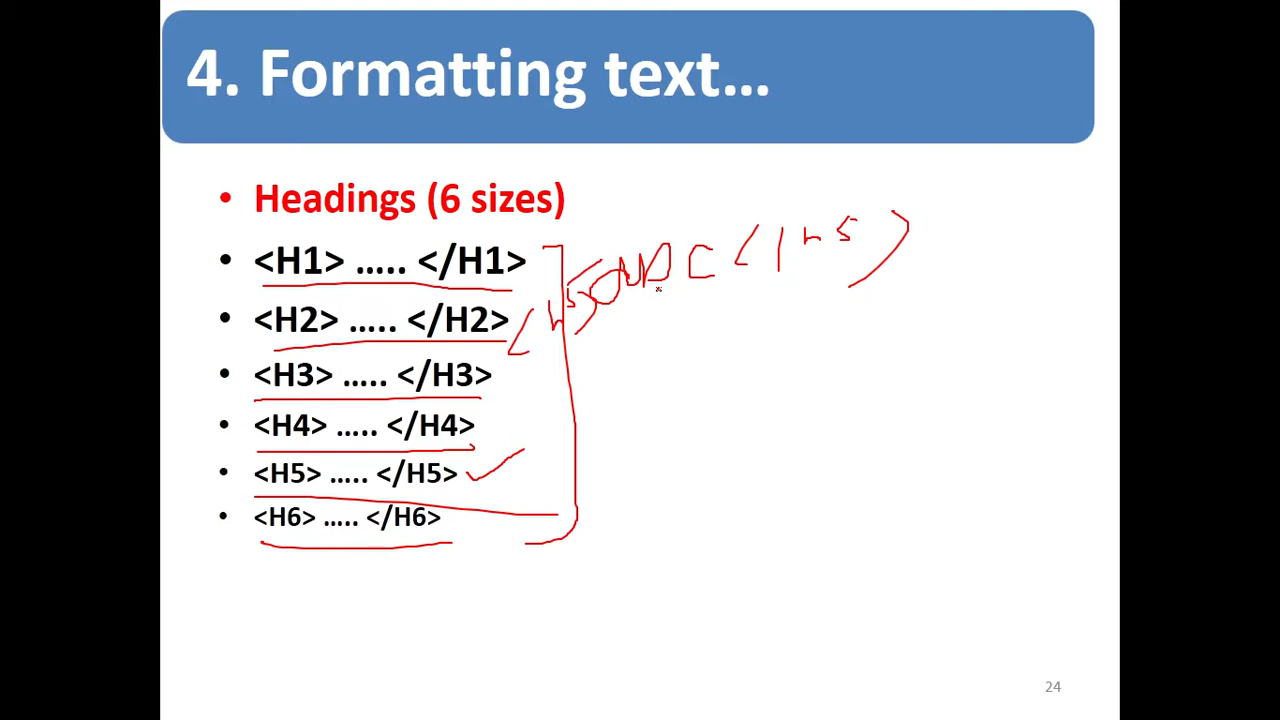 4. Formatting text…
• Headings (6 sizes)
• <H1> ….. </H1>
• <H2> ….. </H2>
• <H3> ….. </H3>
• <H4> ….. </H4>
• <H5> ….. </H5>
• <H6> ….. </H6>
24